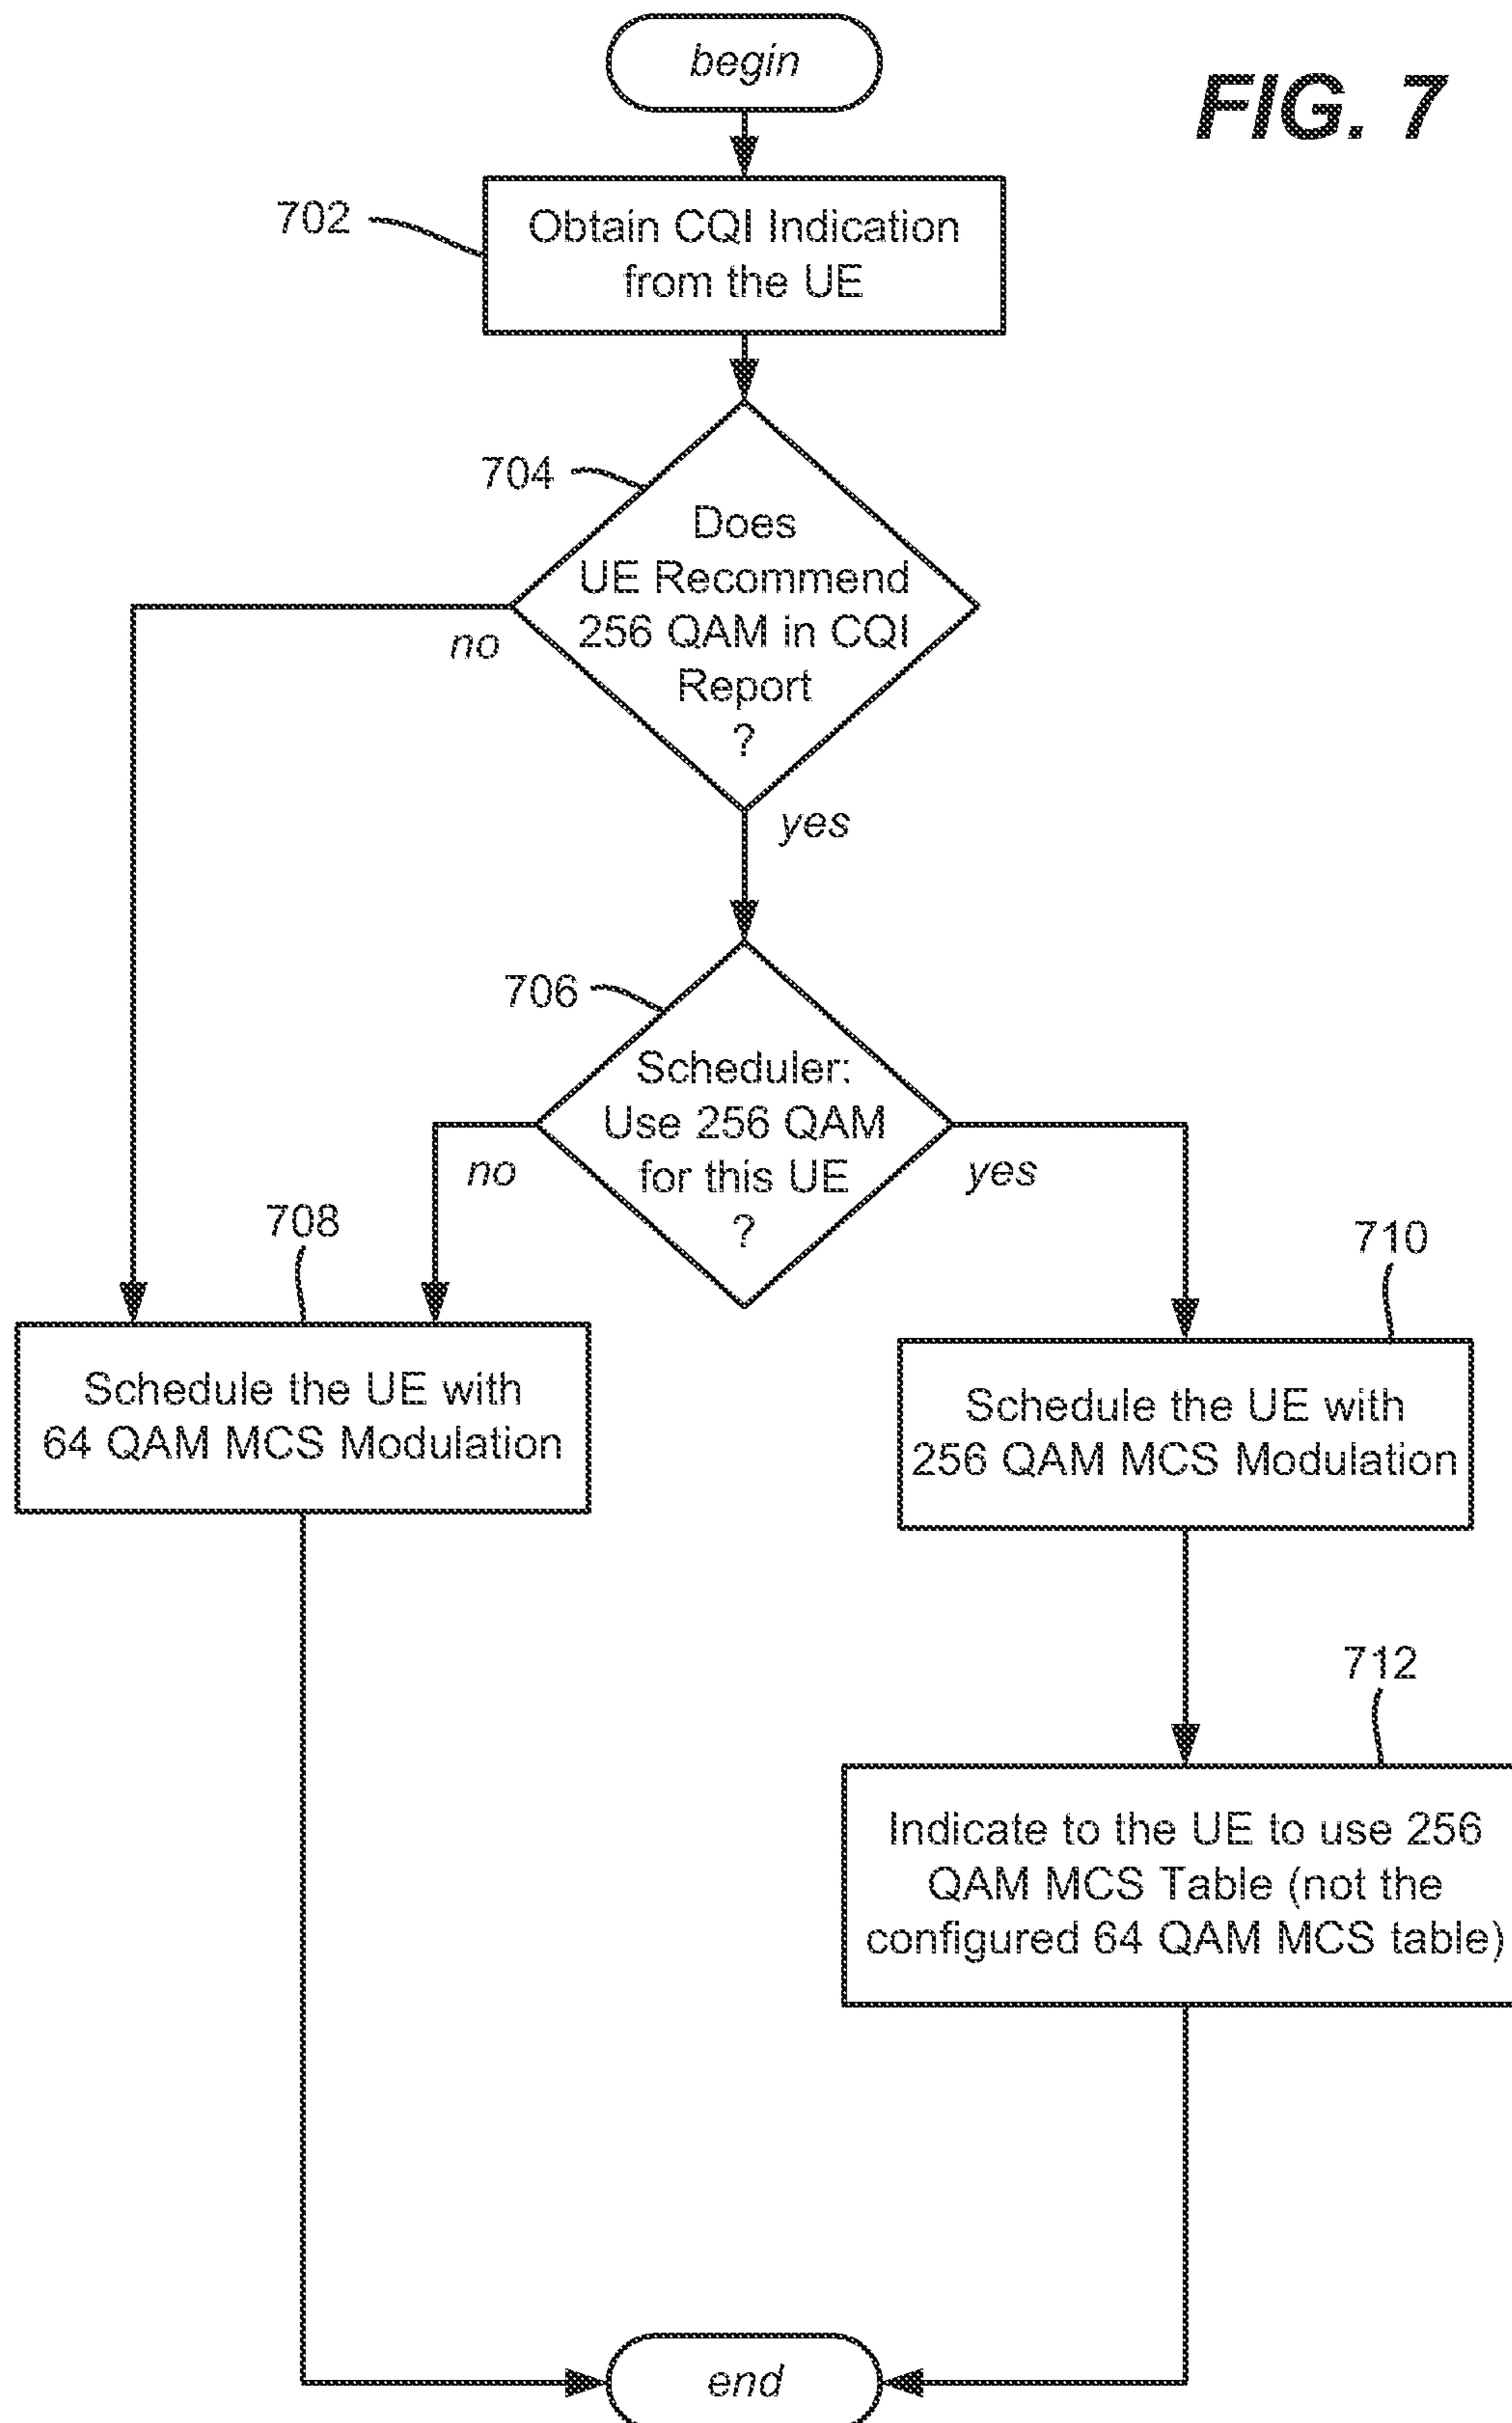 begin
FIG. 7
702
Obtain CQI Indication
from the UE
704
Does
UE Recommend
256 QAM in CQI
Report
?
no
yes
706
Scheduler:
Use 256 QAM
for this UE
?
no
yes
708
710
Schedule the UE with
64 QAM MCS Modulation
Schedule the UE with
256 QAM MCS Modulation
712
Indicate to the UE to use 256
QAM MCS Table (not the
configured 64 QAM MCS table)
end